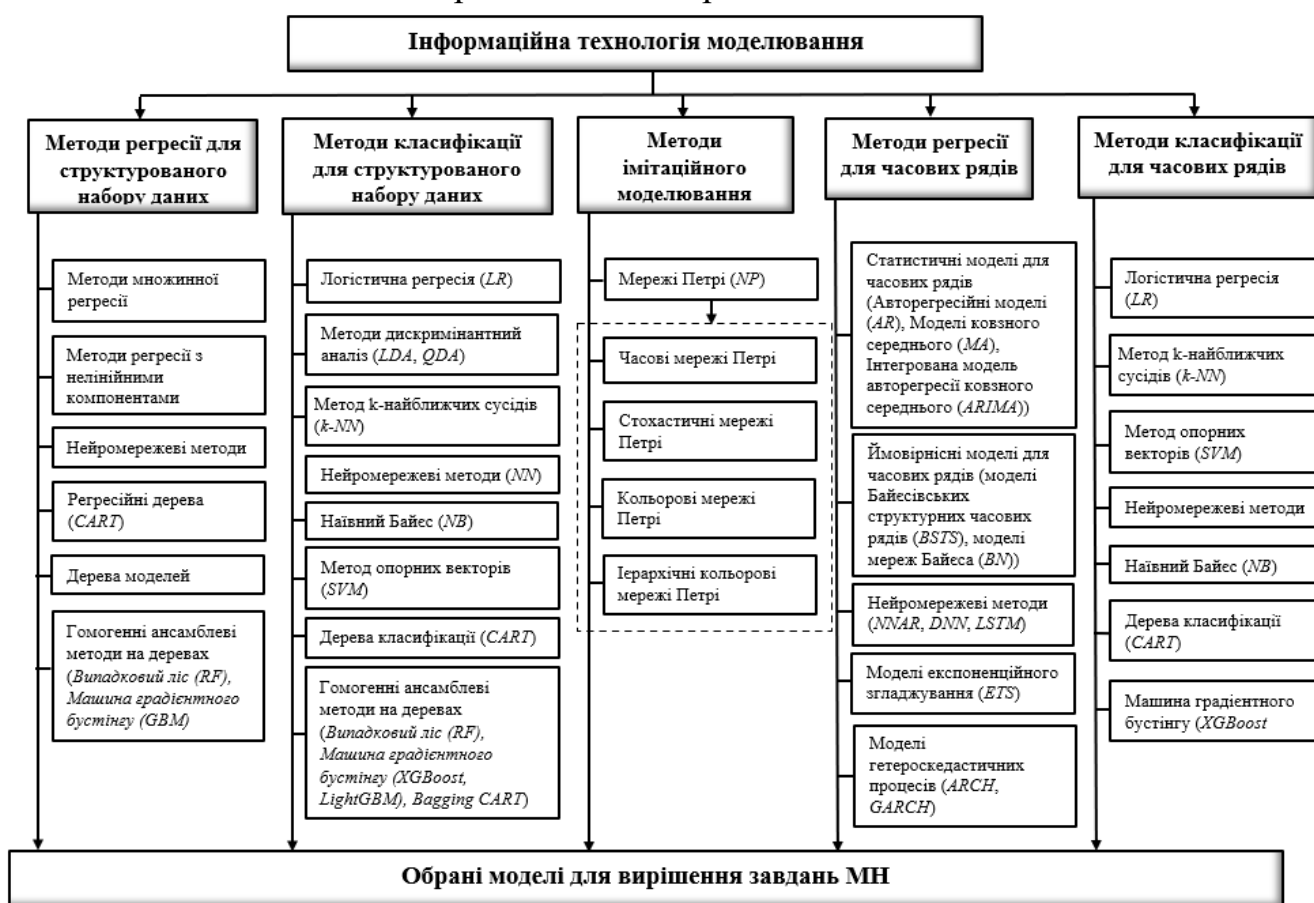 Інформаційна технологія моделювання
Методи регресії для
структурованого
набору даних
Методи множинної
регресії
Методи регресії з
нелінійними
компонентами
Нейромережеві методи
Регресійні дерева
(CART)
Дерева моделей
Гомогенні ансамблеві
методи на деревах
(Випадковий ліс (RF),
Машина градієнтного
бустінгу (GBM)
Методи класифікації
для структурованого
набору даних
Логістична регресія (LR)
Методи дискримінантний
аналіз (LDA, QDA)
Метод k-найближчих сусідів
(k-NN)
Нейромережеві методи (NN)
Наївний Байєс (NB)
Метод опорних векторів
(SVM)
Дерева класифікації (CART)
Гомогенні ансамблеві
методи на деревах
(Випадковий ліс (RF),
Машина градієнтного
бустінгу (XGBoost,
LightGBM), Bagging CART)
Методи
імітаційного
моделювання
Мережі Петрі (NP)
Часові мережі Петрі
Стохастичні мережі
Петрі
Кольорові мережі
Петрі
Ієрархічні кольорові
мережі Петрі
Методи регресії
для часових рядів
Статистичні моделі для
часових рядів
(Авторегресійні моделі
(AR), Моделі ковзного
середнього (MA),
Інтегрована модель
авторегресії ковзного
середнього (ARIMA))
Ймовірнісні моделі для
часових рядів (моделі
Байєсівських
структурних часових
рядів (BSTS), моделі
мереж Байєса (BN))
Нейромережеві методи
(NNAR, DNN, LSTM)
Моделі експоненційного
згладжування (ETS)
Моделі
гетероскедастичних
процесів (ARCH,
GARCH)
Методи класифікації
для часових рядів
Логістична регресія
(LR)
Метод k-найближчих
сусідів (k-NN)
Метод опорних
векторів (SVM)
Нейромережеві методи
Наївний Байєс (NB)
Дерева класифікації
(CART)
Машина градієнтного
бустінгу (XGBoost
Обрані моделі для вирішення завдань МН